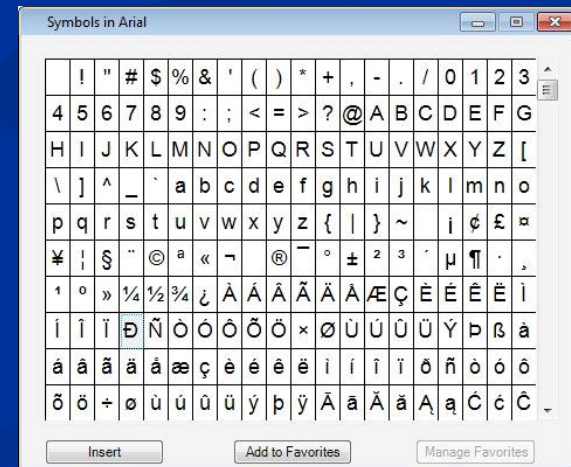 Symbols in Arial
! " # $ % & ' ( ) * + , - . / 0 1 2 3
4 5 6 7 8 9 : ; < = > ? @ A B C D E F G
H I J K L M N O P Q R S T U V W X Y Z [
\ ] ^ _ ` a b c d e f g h i j k l m n o
p q r s t u v w x y z { | } ~ ¡ ¢ £ ¤
¥ ¦ § ¨ © ª « ¬ ® ¯ ° ± ² ³ ´ µ ¶ · ¸
¹ º » ¼ ½ ¾ ¿ À Á Â Ã Ä Å Æ Ç È É Ê Ë Ì
Í Î Ï Ð Ñ Ò Ó Ô Õ Ö × Ø Ù Ú Û Ü Ý Þ ß à
á â ã ä å æ ç è é ê ë ì í î ï ð ñ ò ó ô
õ ö ÷ ø ù ú û ü ý þ ÿ Ā ā Ă ă Ą ą Ć ć Ĉ
Insert Add to Favorites Manage Favorites